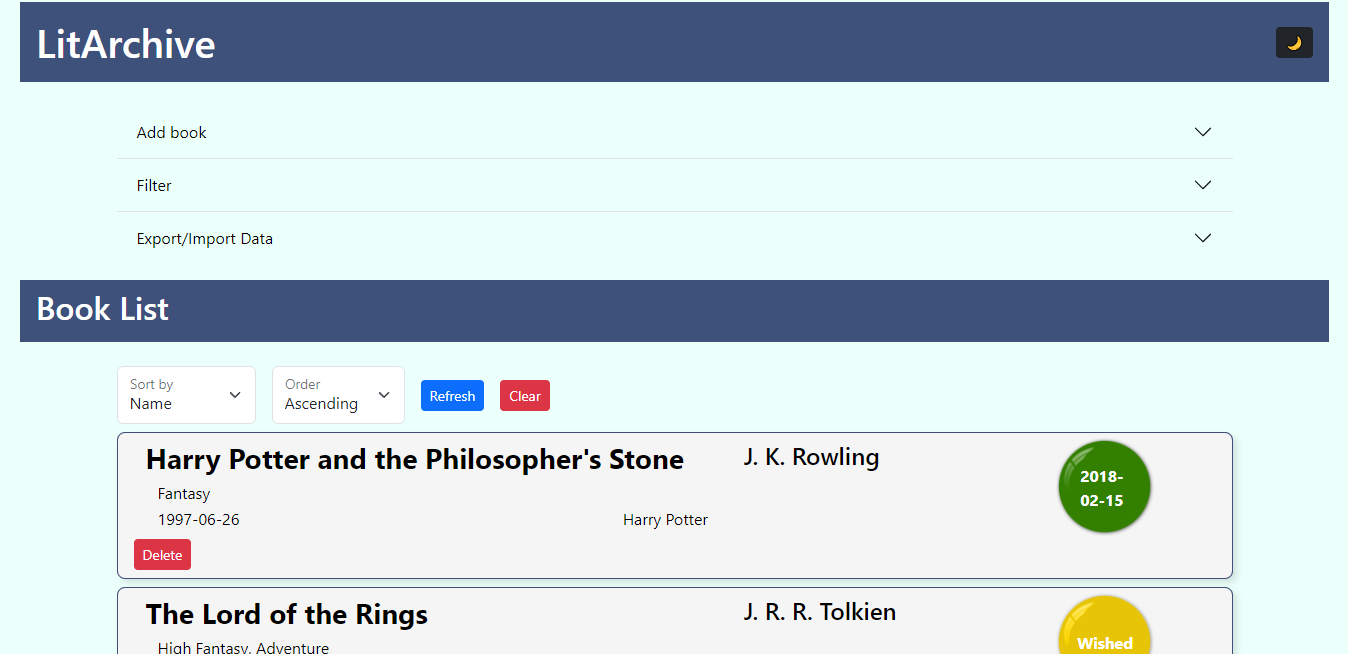 LitArchive
Add book
Filter
Export/Import Data
Book List
Sort by
Name
Order
Ascending
Refresh
Clear
Harry Potter and the Philosopher's Stone
J. K. Rowling
2018-
02-15
Fantasy
1997-06-26
Harry Potter
Delete
The Lord of the Rings
J. R. R. Tolkien
Wished
High Fantasy, Adventure